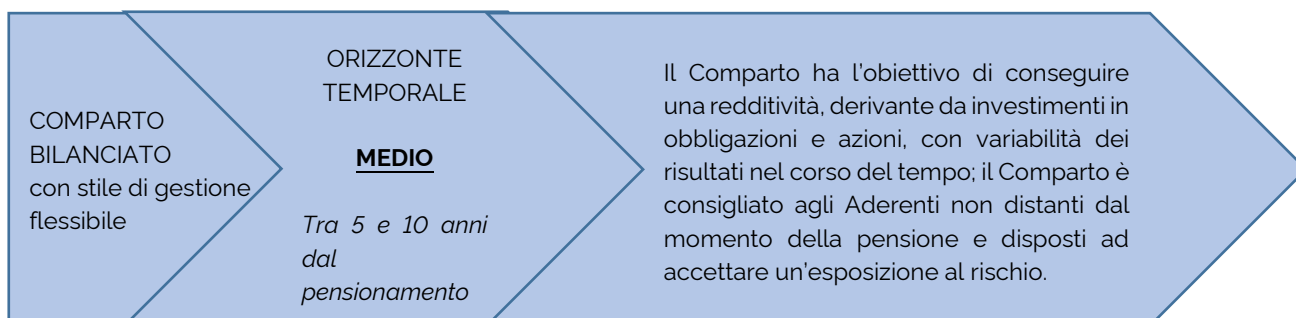 COMPARTO
BILANCIATO
con stile di gestione
flessibile
ORIZZONTE
TEMPORALE
MEDIO
Tra 5 e 10 anni
dal
pensionamento
Il Comparto ha l'obiettivo di conseguire
una redditività, derivante da investimenti in
obbligazioni e azioni, con variabilità dei
risultati nel corso del tempo; il Comparto è
consigliato agli Aderenti non distanti dal
momento della pensione e disposti ad
accettare un'esposizione al rischio.